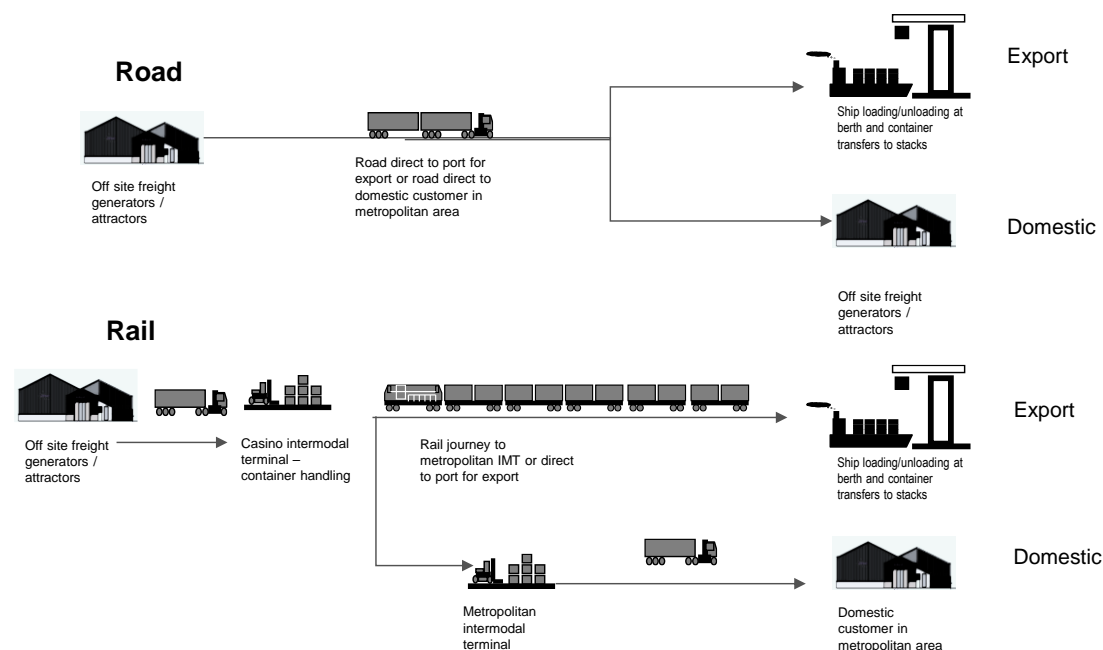 Road
Export
Ship loading/unloading at
berth and container
transfers to stacks
Off site freight
generators /
attractors
Road direct to port for
export or road direct to
domestic customer in
metropolitan area
Domestic
Off site freight
generators /
attractors
Rail
Off site freight
generators /
attractors
Casino intermodal
terminal –
container handling
Rail journey to
metropolitan IMT or direct
to port for export
Export
Ship loading/unloading at
berth and container
transfers to stacks
Domestic
Metropolitan
intermodal
terminal
Domestic
customer in
metropolitan area